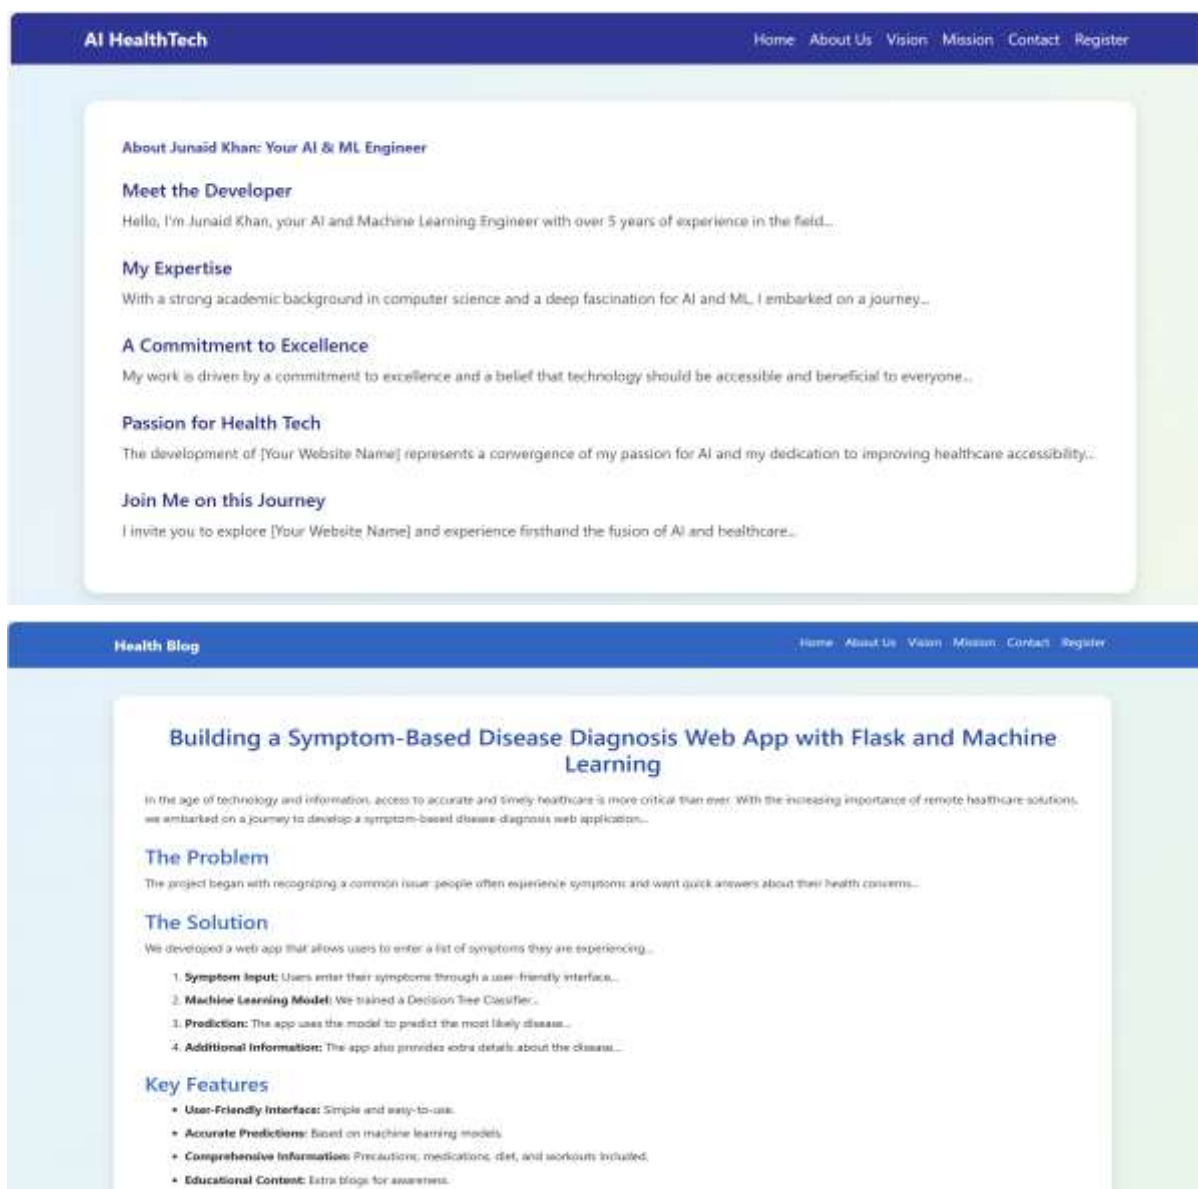 AI HealthTech
Home About Us Vision Mission Contact Register
About Junaid Khan: Your AI & ML Engineer
Meet the Developer
Hello, I'm Junaid Khan, your AI and Machine Learning Engineer with over 5 years of experience in the field...
My Expertise
With a strong academic background in computer science and a deep fascination for AI and ML, I embarked on a journey...
A Commitment to Excellence
My work is driven by a commitment to excellence and a belief that technology should be accessible and beneficial to everyone...
Passion for Health Tech
The development of [Your Website Name] represents a convergence of my passion for AI and my dedication to improving healthcare accessibility...
Join Me on this Journey
I invite you to explore [Your Website Name] and experience firsthand the fusion of AI and healthcare...
Health Blog
Home About Us Vision Mission Contact Register
Building a Symptom-Based Disease Diagnosis Web App with Flask and Machine
Learning
In the age of technology and information, access to accurate and timely healthcare is more critical than ever. With the increasing importance of remote healthcare solutions,
we embarked on a journey to develop a symptom-based disease diagnosis web application...
The Problem
The project began with recognizing a common issue: people often experience symptoms and want quick answers about their health concerns...
The Solution
We developed a web app that allows users to enter a list of symptoms they are experiencing...
1. Symptom Input: Users enter their symptoms through a user-friendly interface...
2. Machine Learning Model: We trained a Decision Tree Classifier...
3. Prediction: The app uses the model to predict the most likely disease...
4. Additional Information: The app also provides extra details about the disease...
Key Features
• User-Friendly Interface: Simple and easy-to-use.
• Accurate Predictions: Based on machine learning models.
• Comprehensive Information: Precautions, medications, diet, and workouts included.
• Educational Content: Extra blogs for awareness.